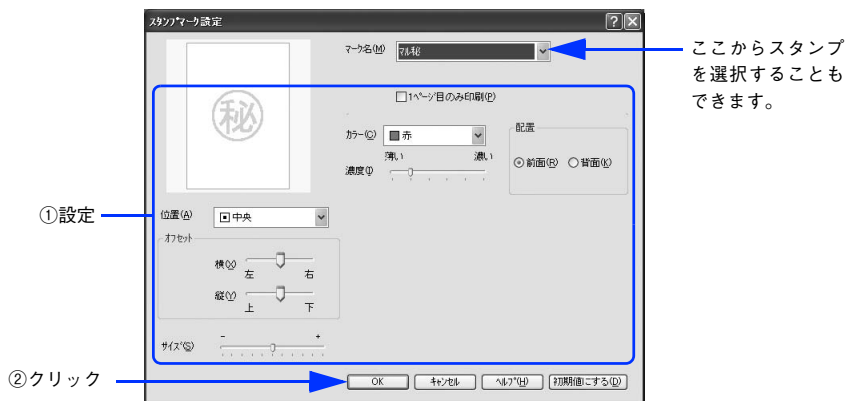 スタンプマーク設定
マーク名(M) マル秘
ここからスタンプ
を選択することも
できます。
1ページ目のみ印刷(P)
秘
カラー(C) 赤
配置
薄い 濃い
濃度(I)
前面(R) 背面(K)
①設定
位置(A) 中央
オフセット
横(X)
左 右
縦(Y)
上 下
サイズ(S)
- +
②クリック
OK キャンセル ヘルプ(H) 初期値にする(D)